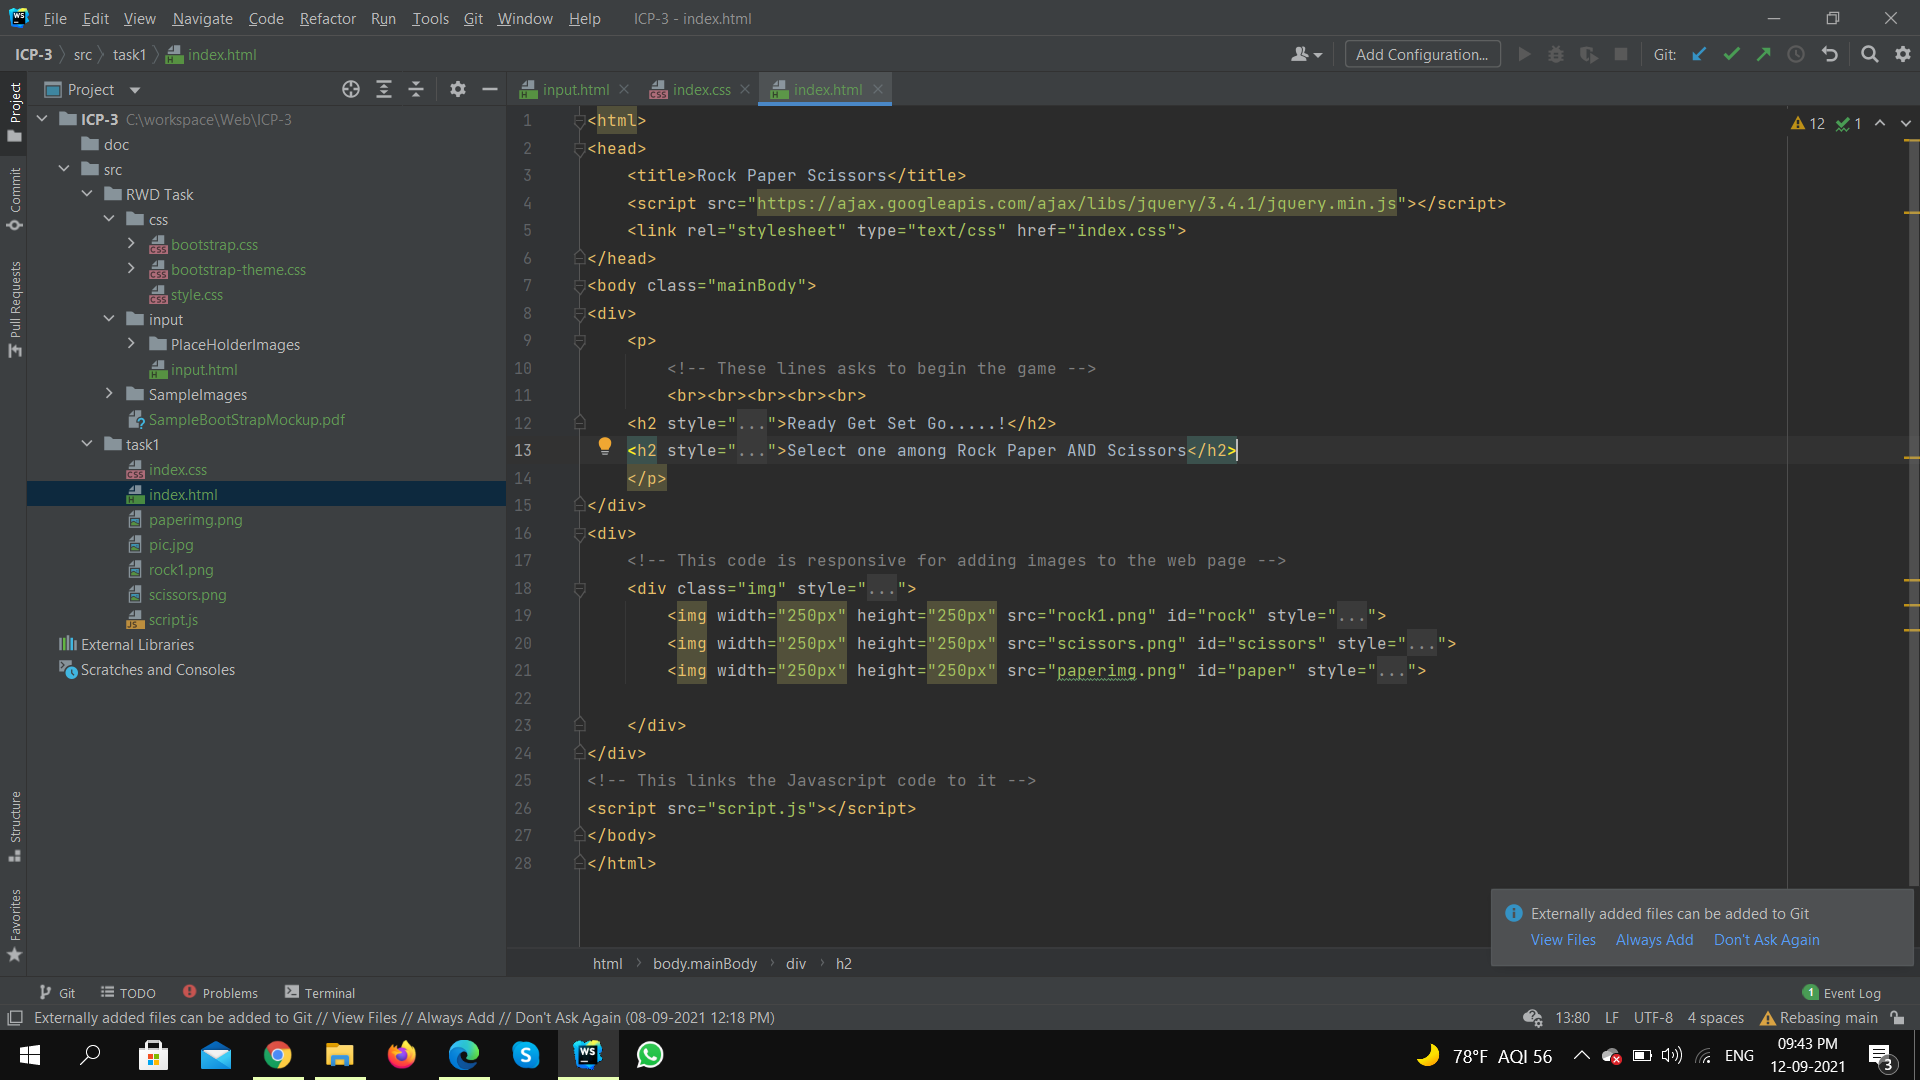 File Edit View Navigate Code Refactor Run Tools Git Window Help ICP-3 - index.html
ICP-3 src task1 index.html Add Configuration... Git:
Project input.html index.css index.html
ICP-3 C:\workspace\Web\ICP-3
doc
src
RWD Task
css
bootstrap.css
bootstrap-theme.css
style.css
input
PlaceHolderImages
input.html
SampleImages
SampleBootStrapMockup.pdf
task1
index.css
index.html
paperimg.png
pic.jpg
rock1.png
scissors.png
script.js
External Libraries
Scratches and Consoles
Project
Commit
Pull Requests
Structure
Favorites
12 1
1 <html>
2 <head>
3 <title>Rock Paper Scissors</title>
4 <script src="https://ajax.googleapis.com/ajax/libs/jquery/3.4.1/jquery.min.js"></script>
5 <link rel="stylesheet" type="text/css" href="index.css">
6 </head>
7 <body class="mainBody">
8 <div>
9 <p>
10 <!-- These lines asks to begin the game -->
11 <br><br><br><br><br>
12 <h2 style="...">Ready Get Set Go.....!</h2>
13 <h2 style="...">Select one among Rock Paper AND Scissors</h2>
14 </p>
15 </div>
16 <div>
17 <!-- This code is responsive for adding images to the web page -->
18 <div class="img" style="...">
19 <img width="250px" height="250px" src="rock1.png" id="rock" style="...">
20 <img width="250px" height="250px" src="scissors.png" id="scissors" style="...">
21 <img width="250px" height="250px" src="paperimg.png" id="paper" style="...">
22
23 </div>
24 </div>
25 <!-- This links the Javascript code to it -->
26 <script src="script.js"></script>
27 </body>
28 </html>
Externally added files can be added to Git
View Files Always Add Don't Ask Again
html body.mainBody div h2
Git TODO Problems Terminal 1 Event Log
Externally added files can be added to Git // View Files // Always Add // Don't Ask Again (08-09-2021 12:18 PM) 13:80 LF UTF-8 4 spaces Rebasing main
WS 78°F AQI 56 ENG 09:43 PM
12-09-2021 3